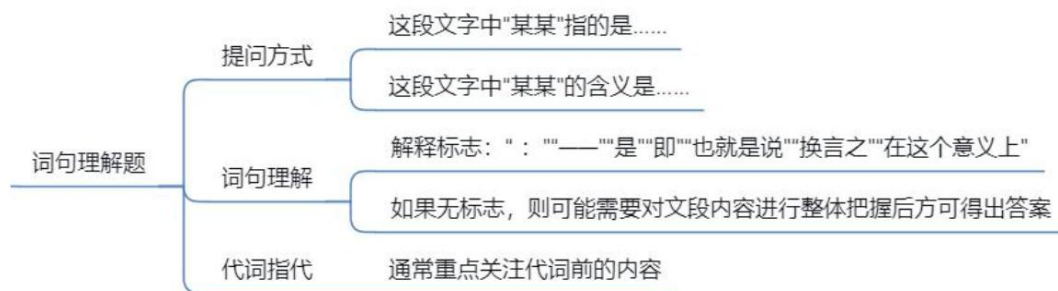 这段文字中“某某”指的是……
提问方式
这段文字中“某某”的含义是……
词句理解题
解释标志：“：”“——”“是”“即”“也就是说”“换言之”“在这个意义上”
词句理解
如果无标志，则可能需要对文段内容进行整体把握后方可得出答案
代词指代
通常重点关注代词前的内容